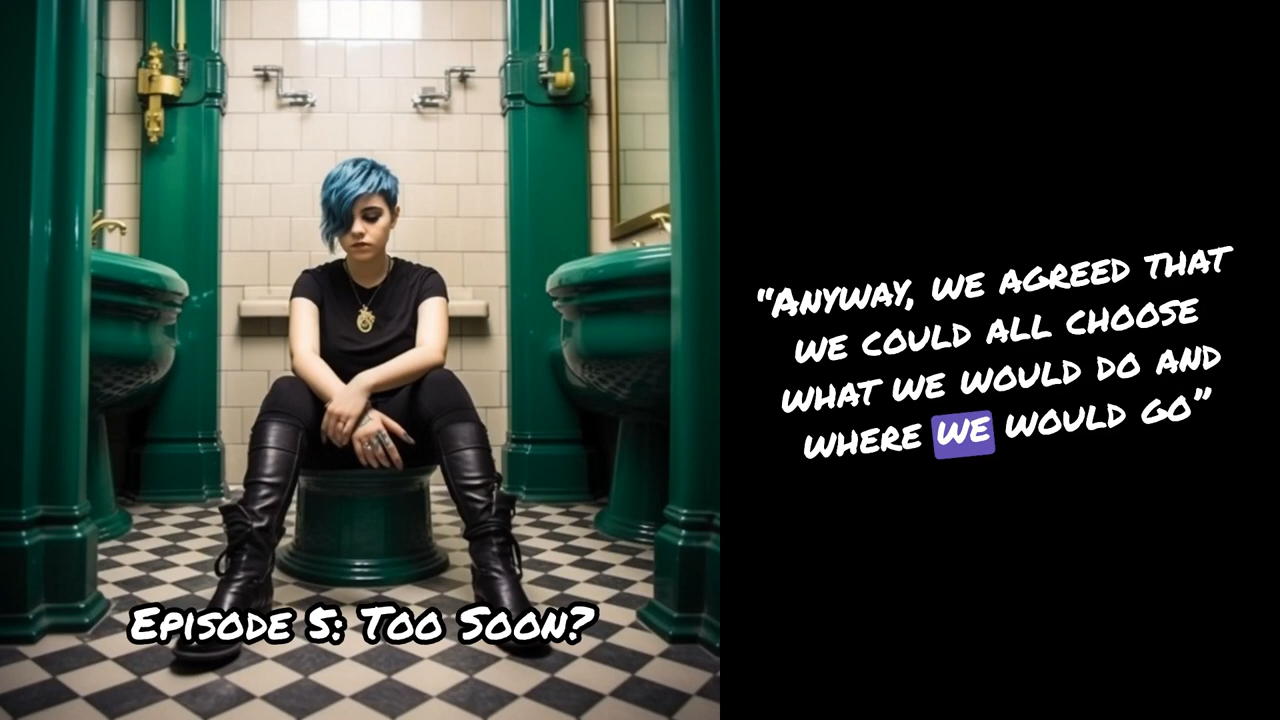 Episode 5: Too Soon?
“Anyway, we agreed that
we could all choose
what we would do and
where we would go”